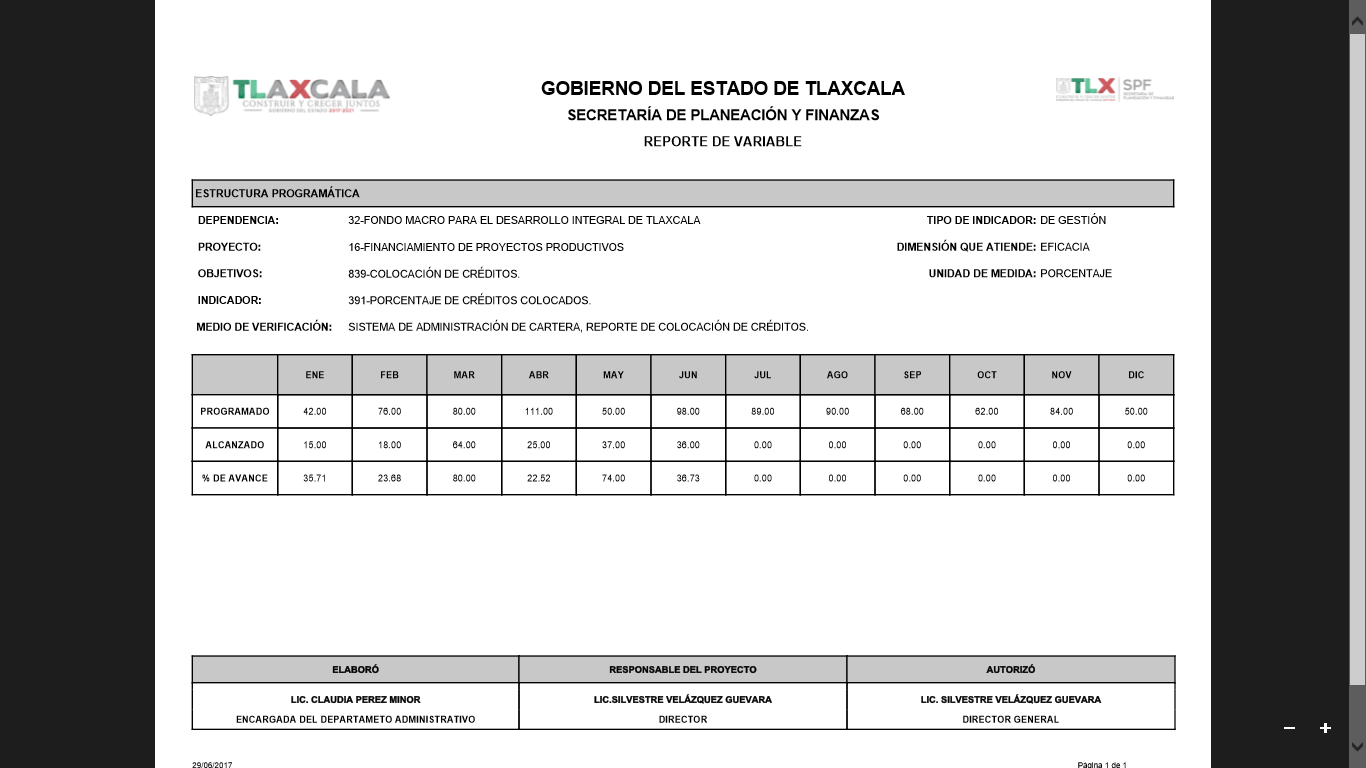 TLAXCALA
CONSTRUIR Y CRECER JUNTOS
GOBIERNO DEL ESTADO 2017-2021
GOBIERNO DEL ESTADO DE TLAXCALA
SECRETARÍA DE PLANEACIÓN Y FINANZAS
REPORTE DE VARIABLE
TLX SPF
ESTRUCTURA PROGRAMÁTICA
DEPENDENCIA: 32-FONDO MACRO PARA EL DESARROLLO INTEGRAL DE TLAXCALA TIPO DE INDICADOR: DE GESTIÓN
PROYECTO: 16-FINANCIAMIENTO DE PROYECTOS PRODUCTIVOS DIMENSIÓN QUE ATIENDE: EFICACIA
OBJETIVOS: 839-COLOCACIÓN DE CRÉDITOS. UNIDAD DE MEDIDA: PORCENTAJE
INDICADOR: 391-PORCENTAJE DE CRÉDITOS COLOCADOS.
MEDIO DE VERIFICACIÓN: SISTEMA DE ADMINISTRACIÓN DE CARTERA, REPORTE DE COLOCACIÓN DE CRÉDITOS.
ENE FEB MAR ABR MAY JUN JUL AGO SEP OCT NOV DIC
PROGRAMADO 42.00 76.00 80.00 111.00 50.00 98.00 89.00 90.00 68.00 62.00 84.00 50.00
ALCANZADO 15.00 18.00 64.00 25.00 37.00 36.00 0.00 0.00 0.00 0.00 0.00 0.00
% DE AVANCE 35.71 23.68 80.00 22.52 74.00 36.73 0.00 0.00 0.00 0.00 0.00 0.00
ELABORÓ RESPONSABLE DEL PROYECTO AUTORIZÓ
LIC. CLAUDIA PEREZ MINOR LIC.SILVESTRE VELÁZQUEZ GUEVARA LIC. SILVESTRE VELÁZQUEZ GUEVARA
ENCARGADA DEL DEPARTAMETO ADMINISTRATIVO DIRECTOR DIRECTOR GENERAL
29/06/2017 Página 1 de 1